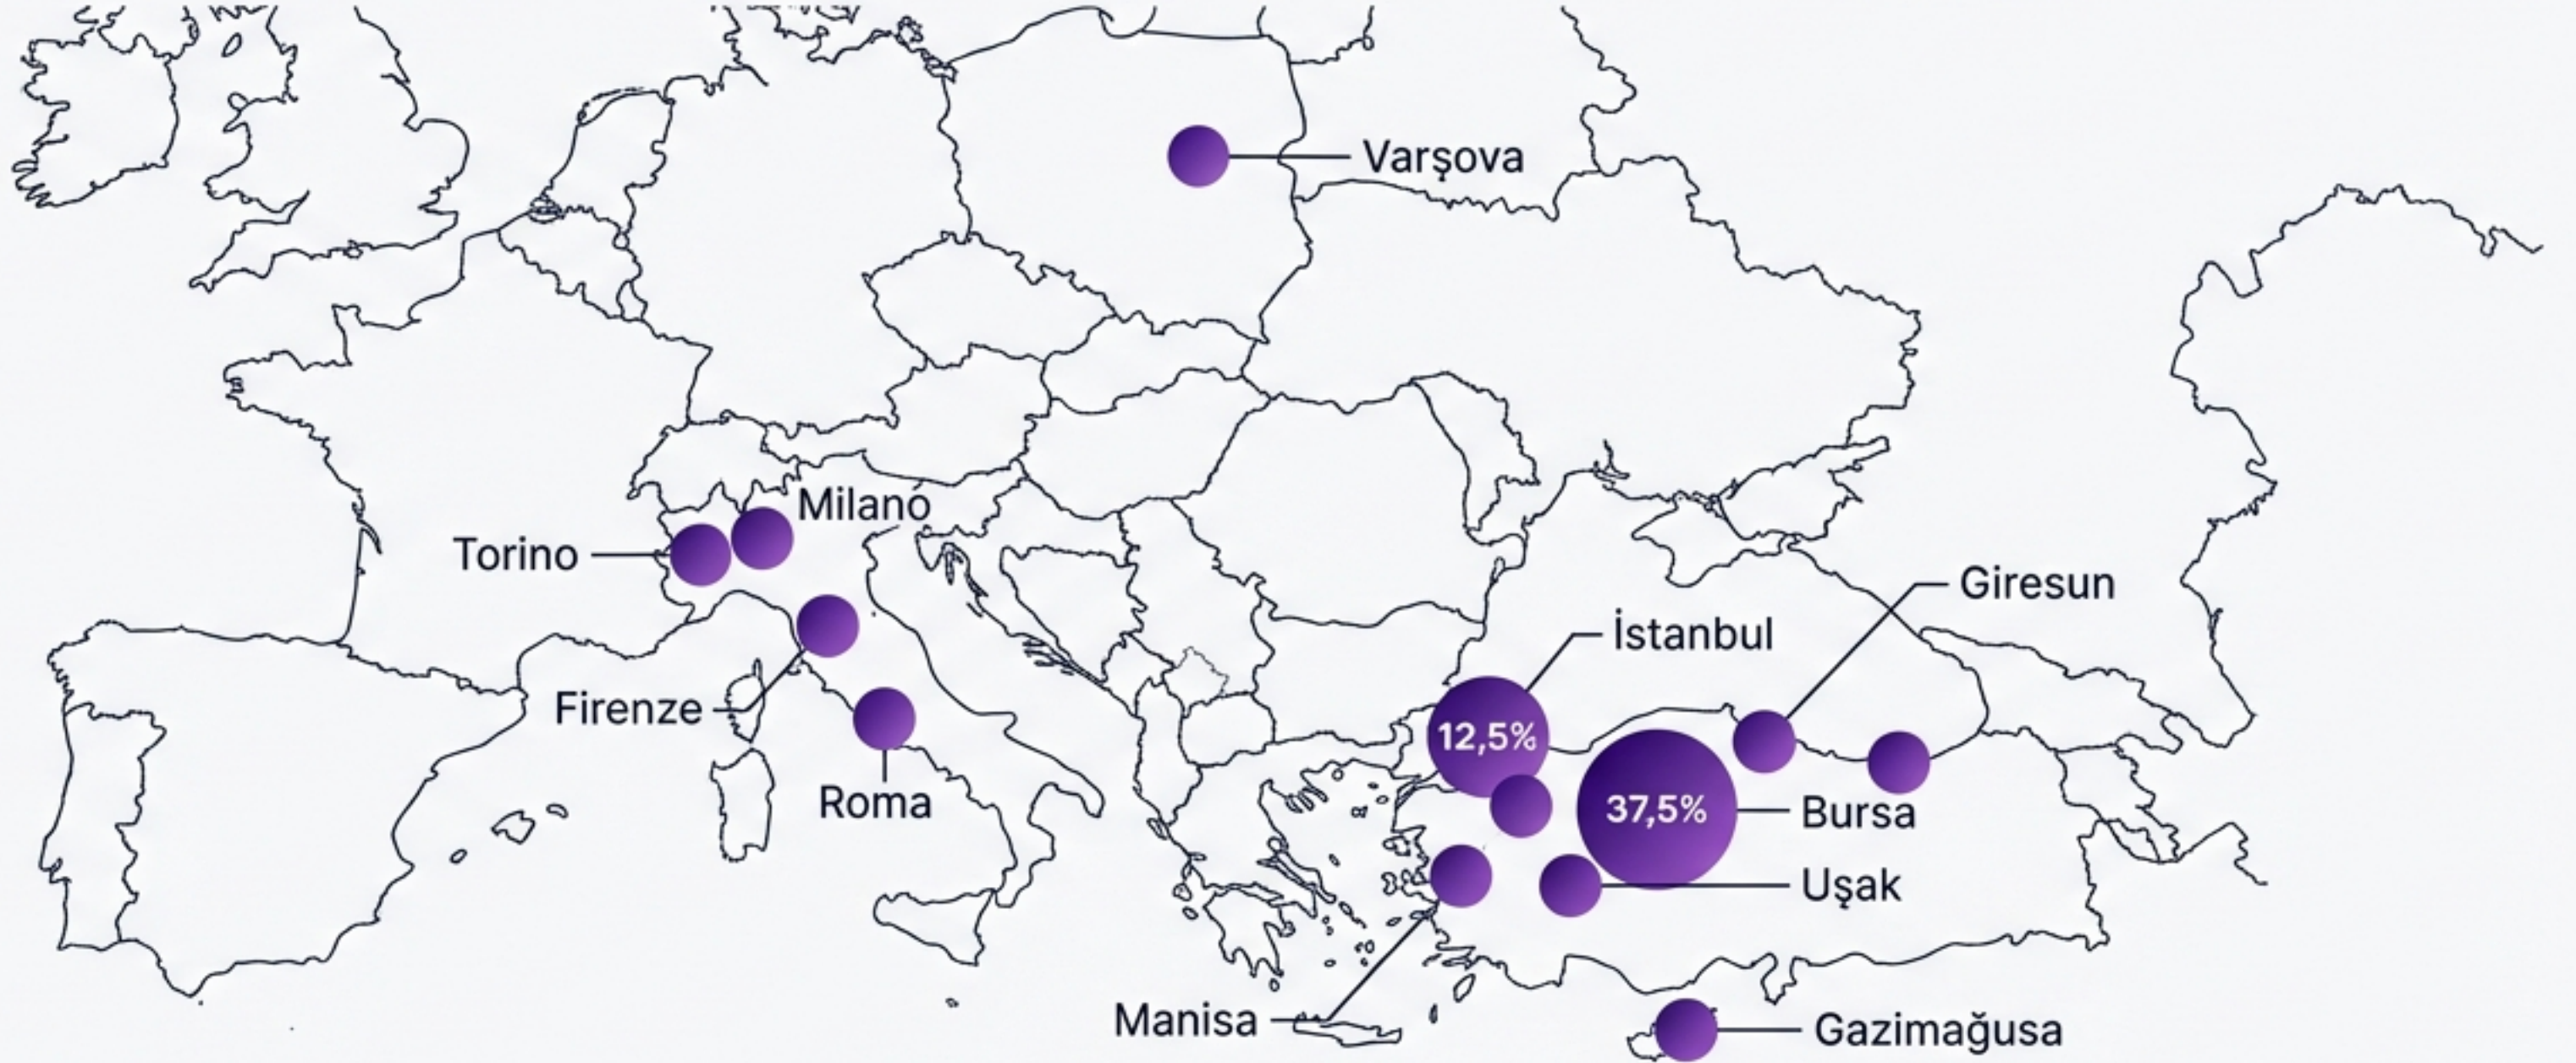 Varşova
Milano
Torino
Giresun
İstanbul
Firenze
12,5%
Roma
37,5%
Bursa
Uşak
Manisa
Gazimağusa